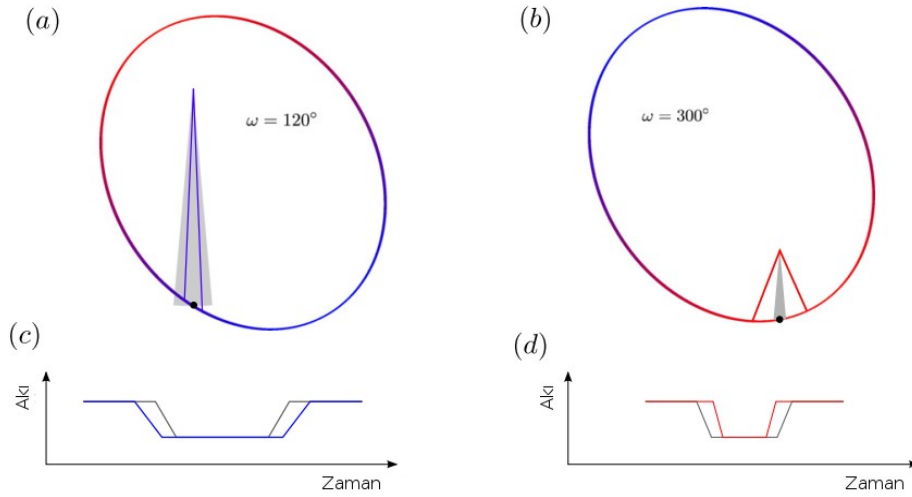 (a)
ω = 120°
(b)
ω = 300°
(c)
Akı
Zaman
(d)
Akı
Zaman